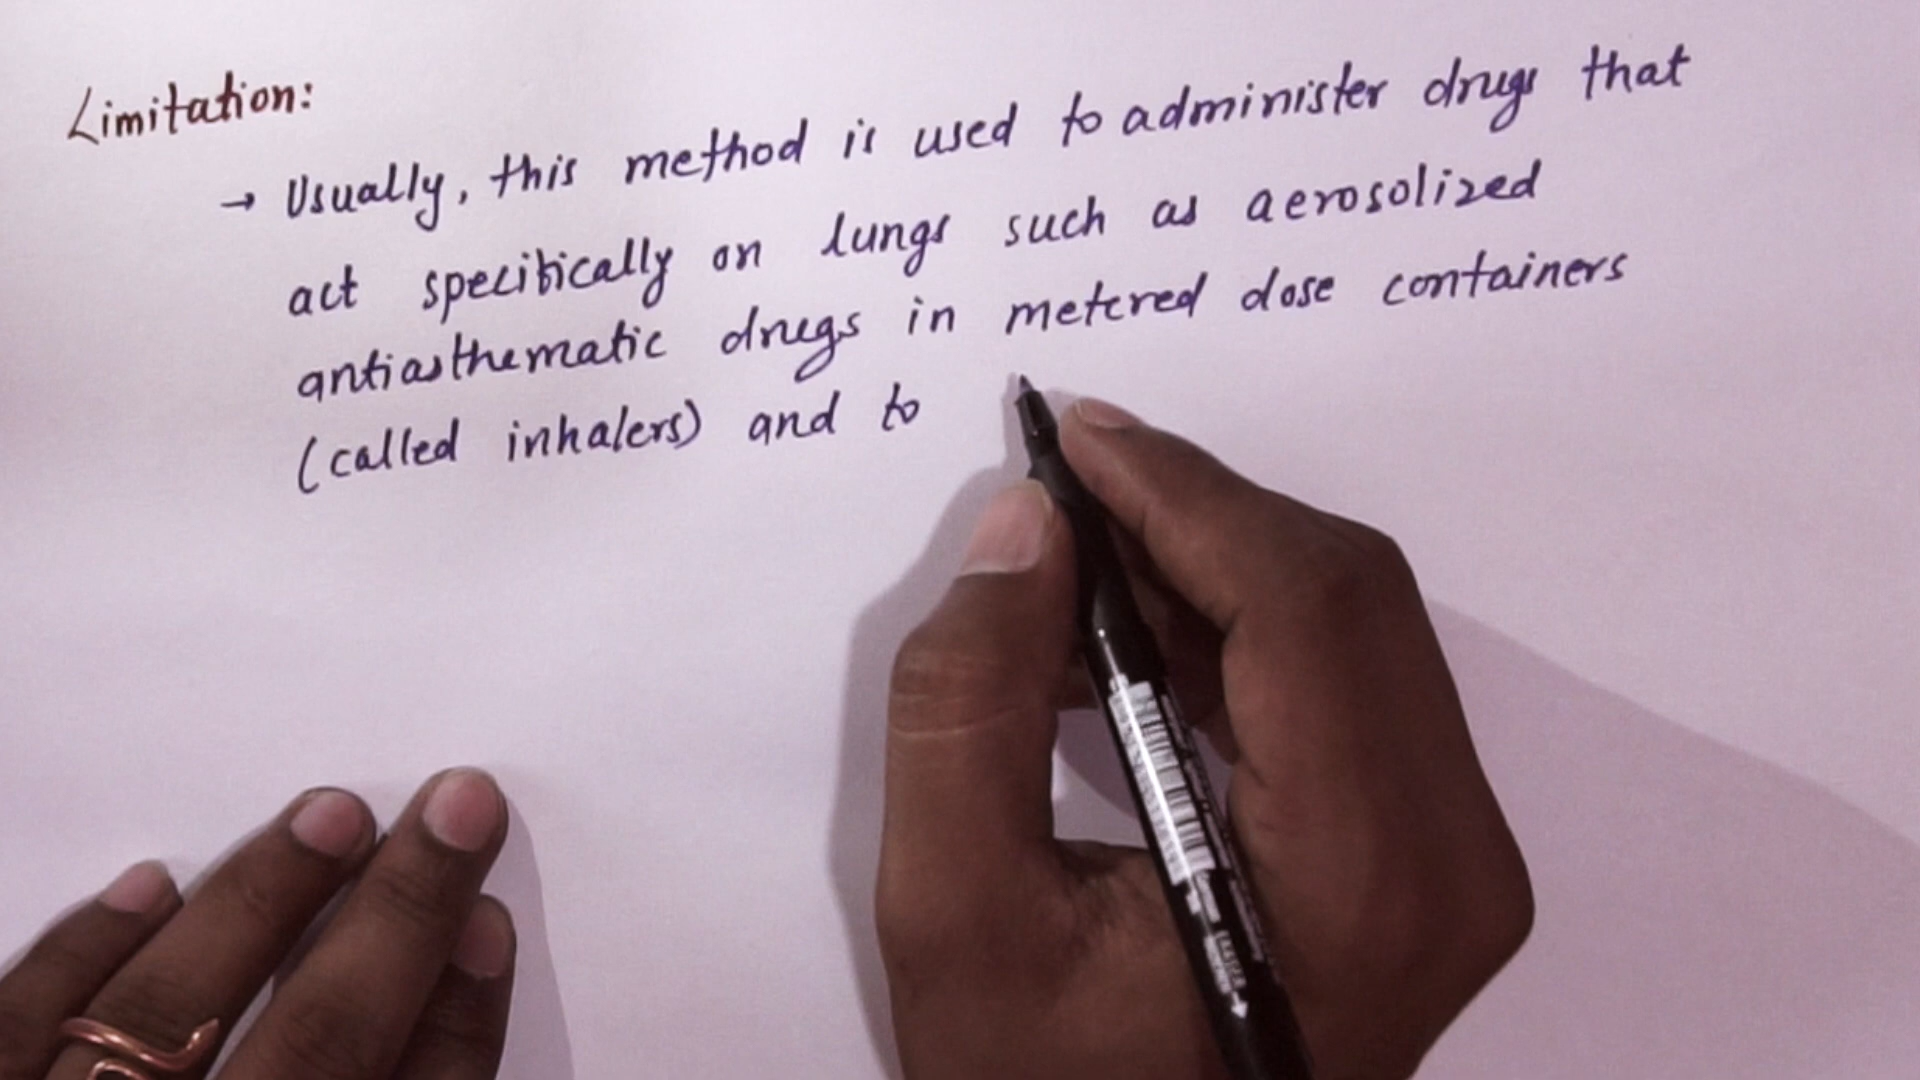 Limitation:
→ Usually, this method is used to administer drugs that
act specifically on lungs such as aerosolized
antiasthematic drugs in metered dose containers
(called inhalers) and to